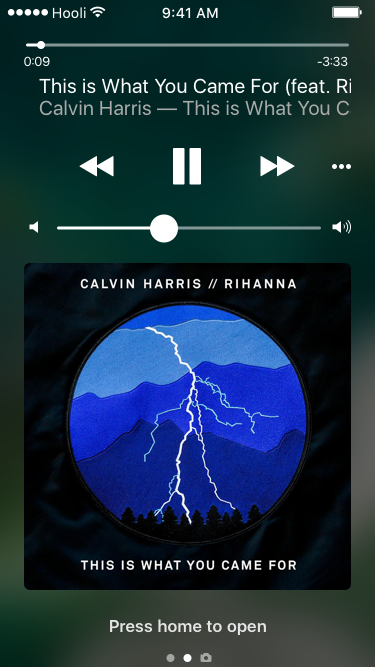 Hooli 9:41 AM
0:09 -3:33
This is What You Came For (feat. Ri
Calvin Harris — This is What You C
CALVIN HARRIS // RIHANNA
THIS IS WHAT YOU CAME FOR
Press home to open